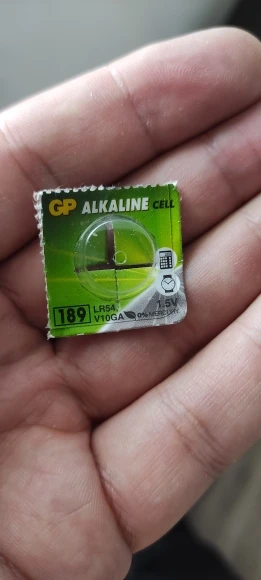 GP ALKALINE CELL
189
LR54,
V10GA
0% MERCURY
1.5V